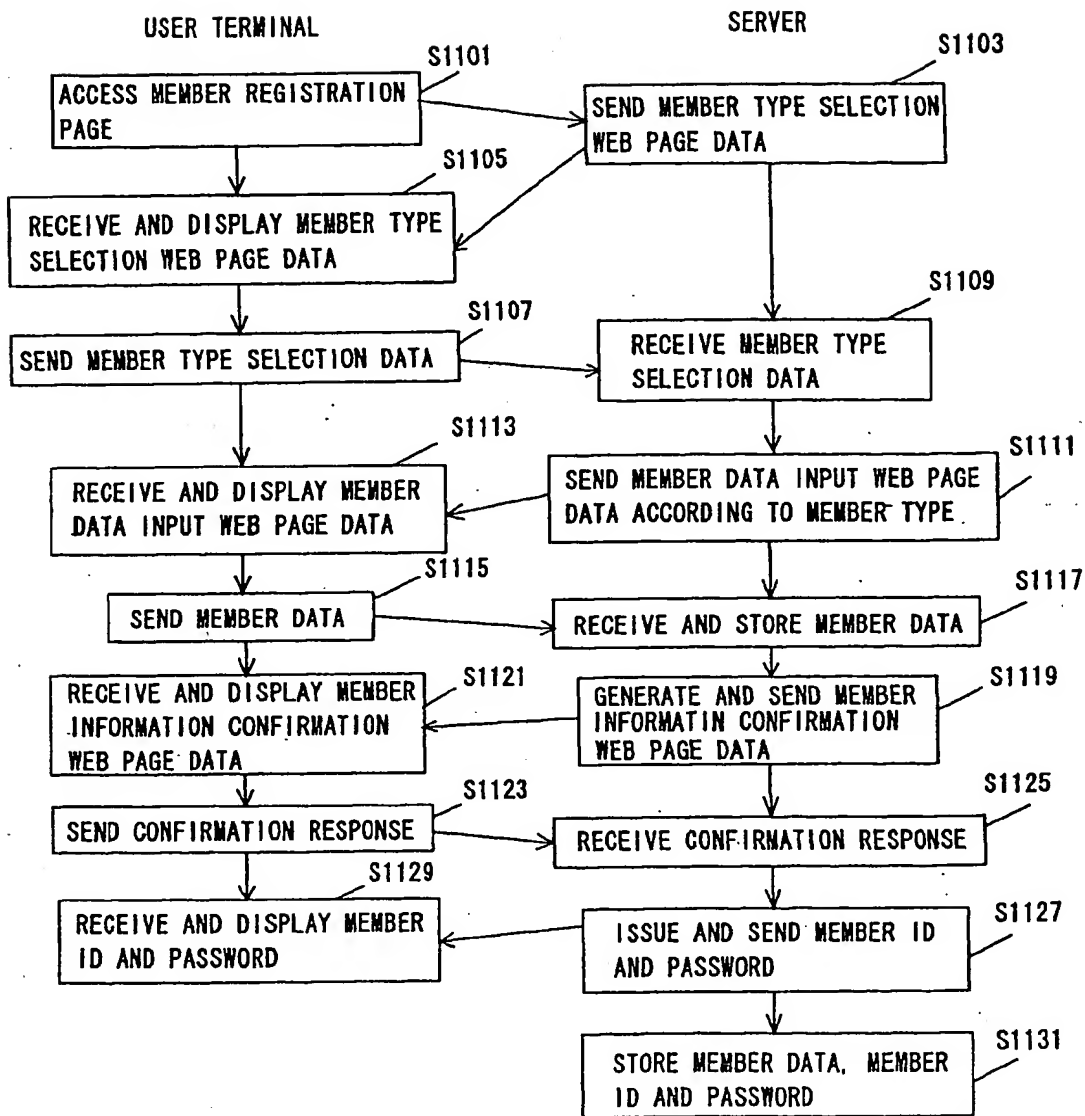 USER TERMINAL
SERVER
S1101
ACCESS MEMBER REGISTRATION
PAGE
S1103
SEND MEMBER TYPE SELECTION
WEB PAGE DATA
S1105
RECEIVE AND DISPLAY MEMBER TYPE
SELECTION WEB PAGE DATA
S1107
SEND MEMBER TYPE SELECTION DATA
S1109
RECEIVE MEMBER TYPE
SELECTION DATA
S1113
RECEIVE AND DISPLAY MEMBER
DATA INPUT WEB PAGE DATA
S1111
SEND MEMBER DATA INPUT WEB PAGE
DATA ACCORDING TO MEMBER TYPE
S1115
SEND MEMBER DATA
S1117
RECEIVE AND STORE MEMBER DATA
S1121
RECEIVE AND DISPLAY MEMBER
INFORMATION CONFIRMATION
WEB PAGE DATA
S1119
GENERATE AND SEND MEMBER
INFORMATIN CONFIRMATION
WEB PAGE DATA
S1123
SEND CONFIRMATION RESPONSE
S1125
RECEIVE CONFIRMATION RESPONSE
S1129
RECEIVE AND DISPLAY MEMBER
ID AND PASSWORD
S1127
ISSUE AND SEND MEMBER ID
AND PASSWORD
S1131
STORE MEMBER DATA, MEMBER
ID AND PASSWORD